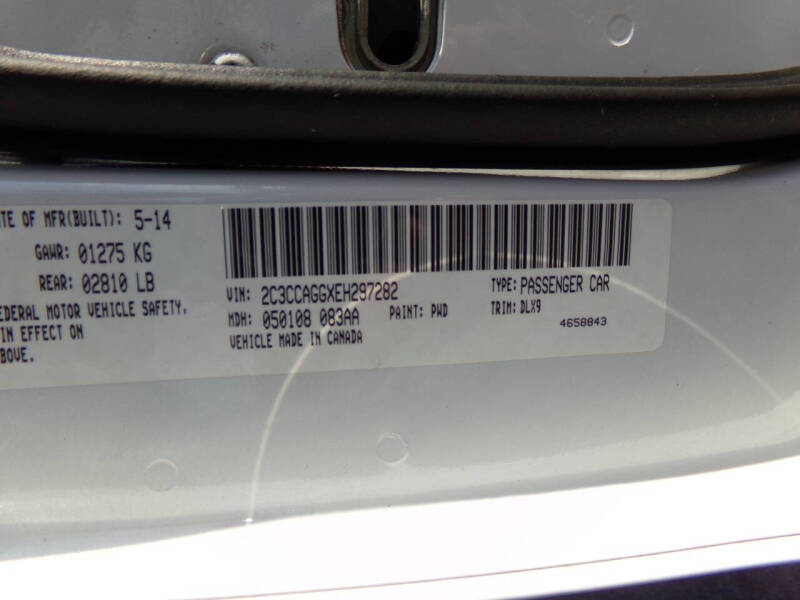 TE OF MFR(BUILT): 5-14
GAWR: 01275 KG
REAR: 02810 LB
EDERAL MOTOR VEHICLE SAFETY,
IN EFFECT ON
BOVE.
VIN: 2C3CCAGGXEH297282
TYPE: PASSENGER CAR
MDH: 050108 083AA PAINT: PWD TRIM: DLX9
VEHICLE MADE IN CANADA
4658843